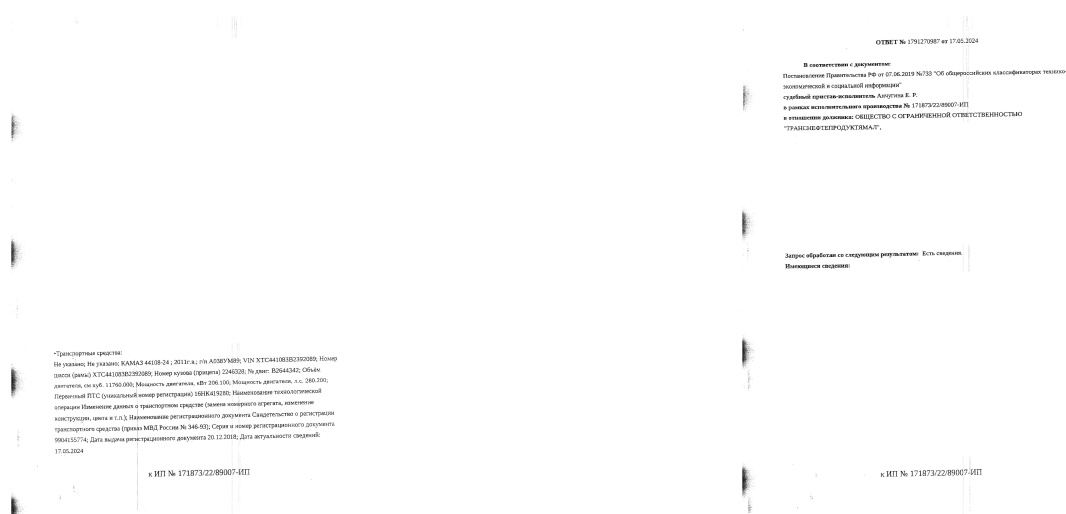 •Транспортные средства:
Не указано; Не указано; КАМАЗ 44108-24 ; 2011г.в.; г/н А038УМ89; VIN XTC441083B2392089; Номер
шасси (рамы) XTC441083B2392089; Номер кузова (прицепа) 2246328; № двиг: B2644342; Объём
двигателя, см куб. 11760.000; Мощность двигателя, кВт 206.100; Мощность двигателя, л.с. 280.200;
Первичный ПТС (уникальный номер регистрации) 16НК419280; Наименование технологической
операции Изменение данных о транспортном средстве (замена номерного агрегата, изменение
конструкции, цвета и т.п.); Наименование регистрационного документа Свидетельство о регистрации
транспортного средства (приказ МВД России № 346-93); Серия и номер регистрационного документа
9904155774; Дата выдачи регистрационного документа 20.12.2018; Дата актуальности сведений:
17.05.2024
к ИП № 171873/22/89007-ИП
ОТВЕТ № 1791270987 от 17.05.2024
В соответствии с документом:
Постановление Правительства РФ от 07.06.2019 №733 "Об общероссийских классификаторах технико-
экономической и социальной информации"
судебный пристав-исполнитель Анчугина Е. Р.
в рамках исполнительного производства № 171873/22/89007-ИП
в отношении должника: ОБЩЕСТВО С ОГРАНИЧЕННОЙ ОТВЕТСТВЕННОСТЬЮ
"ТРАНСНЕФТЕПРОДУКТЯМАЛ",
Запрос обработан со следующим результатом: Есть сведения.
Имеющиеся сведения:
к ИП № 171873/22/89007-ИП